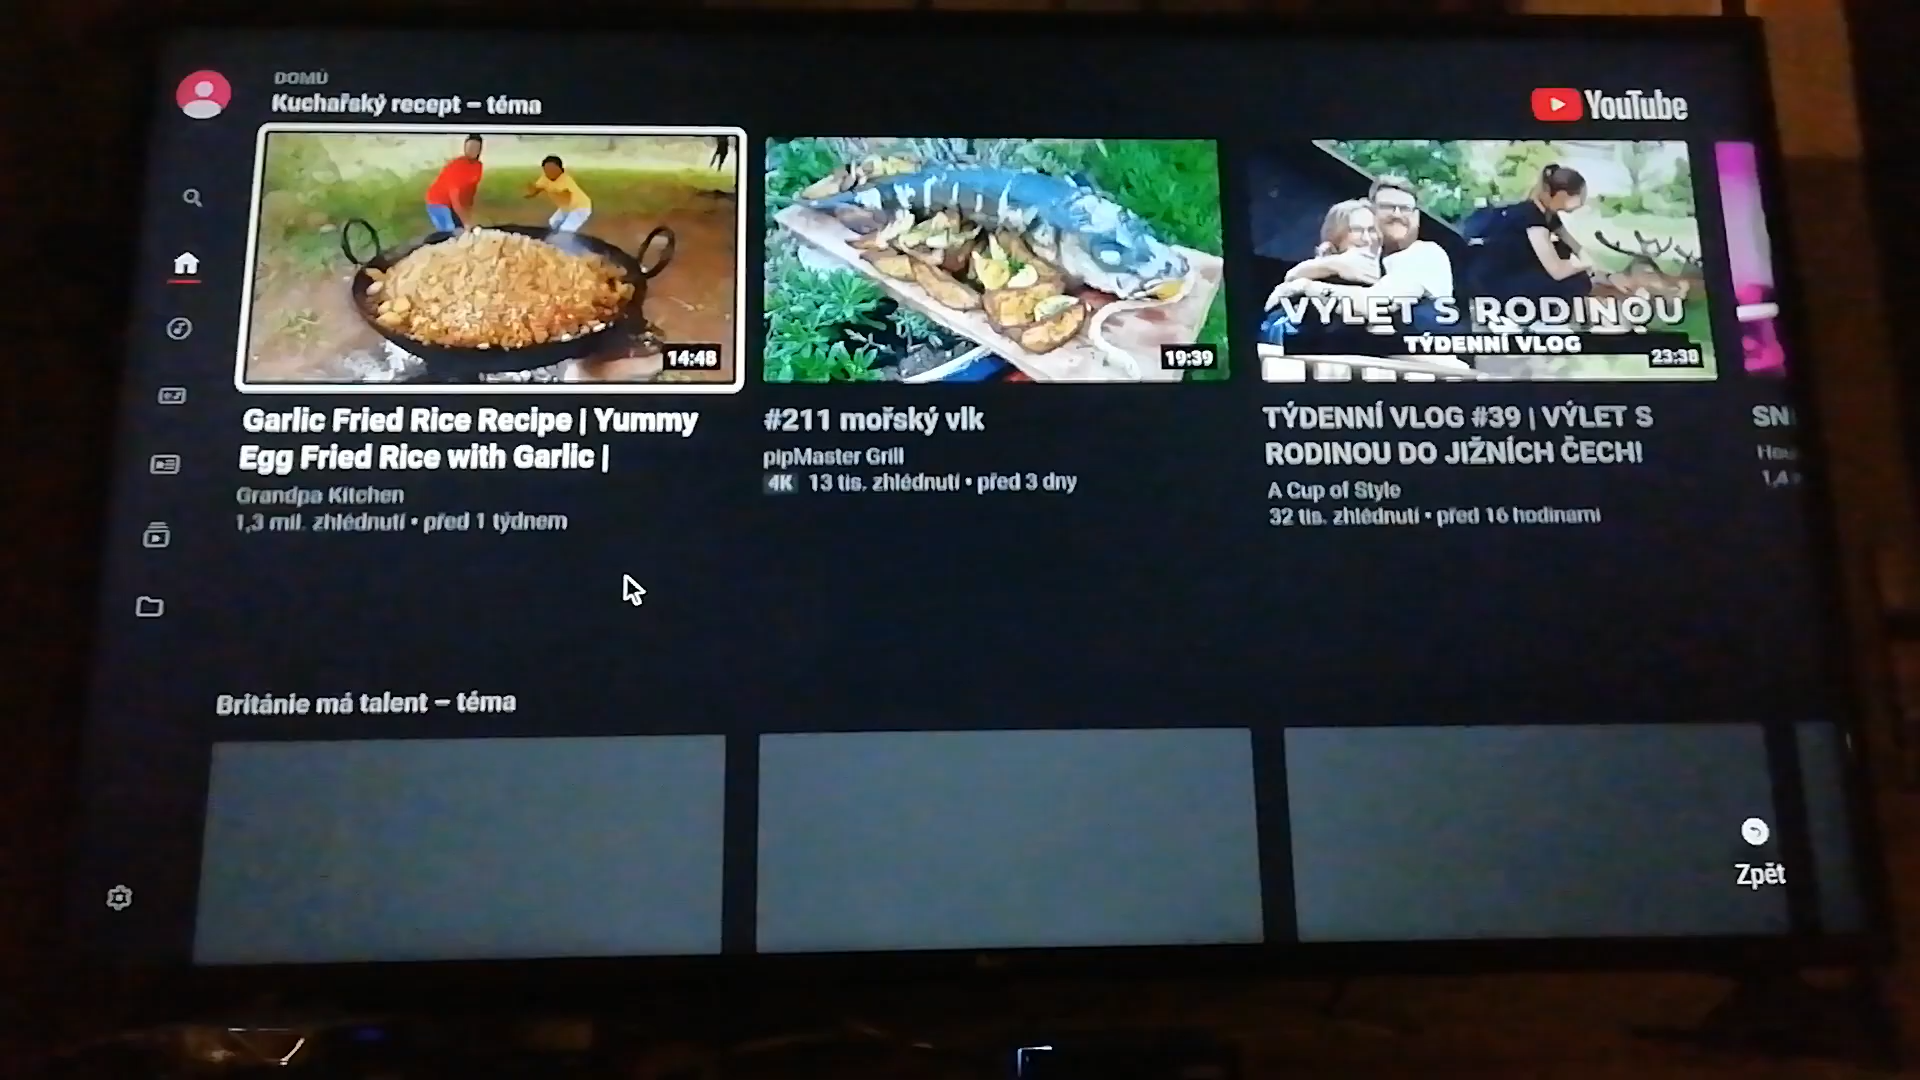 DOMŮ
Kuchařský recept – téma
YouTube
14:48
19:39
VÝLET S RODINOU
TÝDENNÍ VLOG
23:38
Garlic Fried Rice Recipe | Yummy
Egg Fried Rice with Garlic |
Grandpa Kitchen
1,3 mil. zhlédnutí • před 1 týdnem
#211 mořský vlk
pipMaster Grill
4K 13 tis. zhlédnutí • před 3 dny
TÝDENNÍ VLOG #39 | VÝLET S
RODINOU DO JIŽNÍCH ČECH!
A Cup of Style
32 tis. zhlédnutí • před 16 hodinami
SN
Británie má talent – téma
Zpět